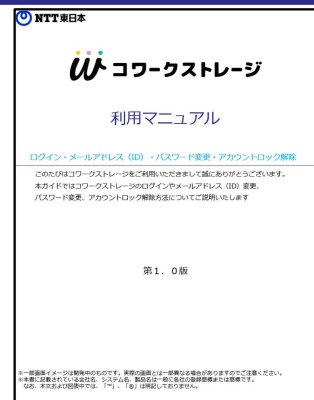 NTT東日本
コワークストレージ
利用マニュアル
ログイン・メールアドレス（ID）・パスワード変更・アカウントロック解除
このたびはコワークストレージをご利用いただきまして誠にありがとうございます。
本ガイドではコワークストレージのログインやメールアドレス（ID）変更、
パスワード変更、アカウントロック解除方法についてご説明いたします
第１．０版
※一部画面イメージは開発中のものです。実際の画面とは一部異なる場合がありますのでご注意ください。
※本書に記載されている会社名、システム名、製品名は一般に各社の登録商標または商標です。
なお、本文および図表中では、「™」、「®」は明記しておりません。